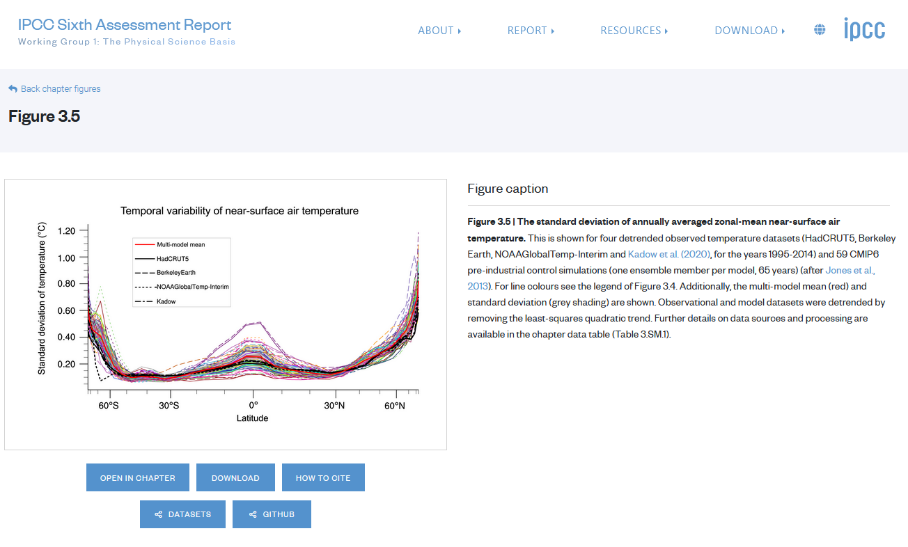 IPCC Sixth Assessment Report
Working Group 1: The Physical Science Basis
ABOUT
REPORT
RESOURCES
DOWNLOAD
ipcc
Back chapter figures
Figure 3.5
Temporal variability of near-surface air temperature
Standard deviation of temperature (°C)
1.20
1.00
0.80
0.60
0.40
0.20
Multi-model mean
HadCRUT5
BerkeleyEarth
NOAAGlobalTemp-Interim
Kadow
60°S
30°S
0°
30°N
60°N
Latitude
OPEN IN CHAPTER
DOWNLOAD
HOW TO CITE
DATASETS
GITHUB
Figure caption
Figure 3.5 | The standard deviation of annually averaged zonal-mean near-surface air
temperature. This is shown for four detrended observed temperature datasets (HadCRUT5, Berkeley
Earth, NOAAGlobalTemp-Interim and Kadow et al. (2020), for the years 1995-2014) and 59 CMIP6
pre-industrial control simulations (one ensemble member per model, 65 years) (after Jones et al.,
2013). For line colours see the legend of Figure 3.4. Additionally, the multi-model mean (red) and
standard deviation (grey shading) are shown. Observational and model datasets were detrended by
removing the least-squares quadratic trend. Further details on data sources and processing are
available in the chapter data table (Table 3.SM.1).